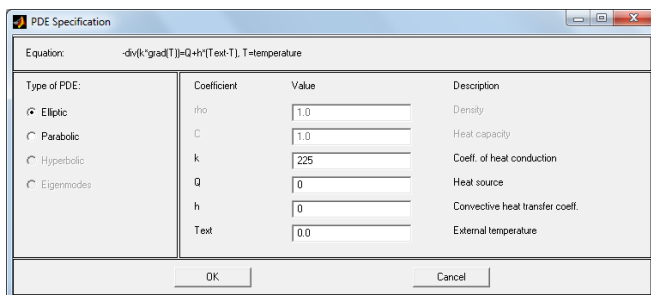 PDE Specification
Equation: -div(k*grad(T))=Q+h*(Text-T), T=temperature
Type of PDE: Coefficient Value Description
Elliptic rho 1.0 Density
Parabolic C 1.0 Heat capacity
Hyperbolic k 225 Coeff. of heat conduction
Eigenmodes Q 0 Heat source
h 0 Convective heat transfer coeff.
Text 0.0 External temperature
OK Cancel